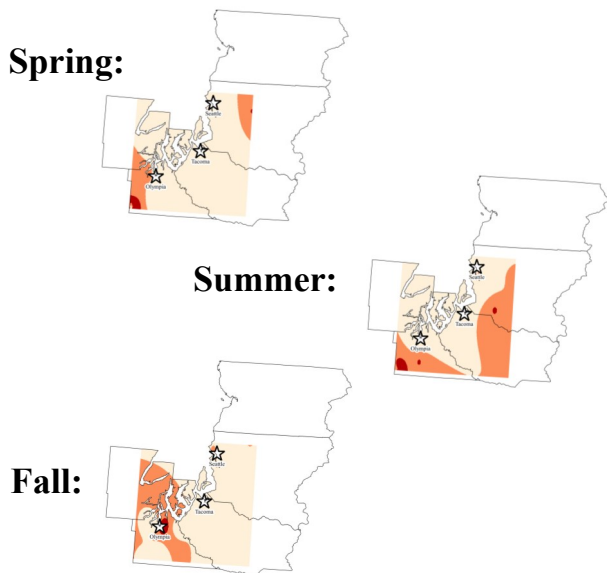 Spring:
Seattle
Tacoma
Olympia
Summer:
Seattle
Tacoma
Olympia
Fall:
Seattle
Tacoma
Olympia